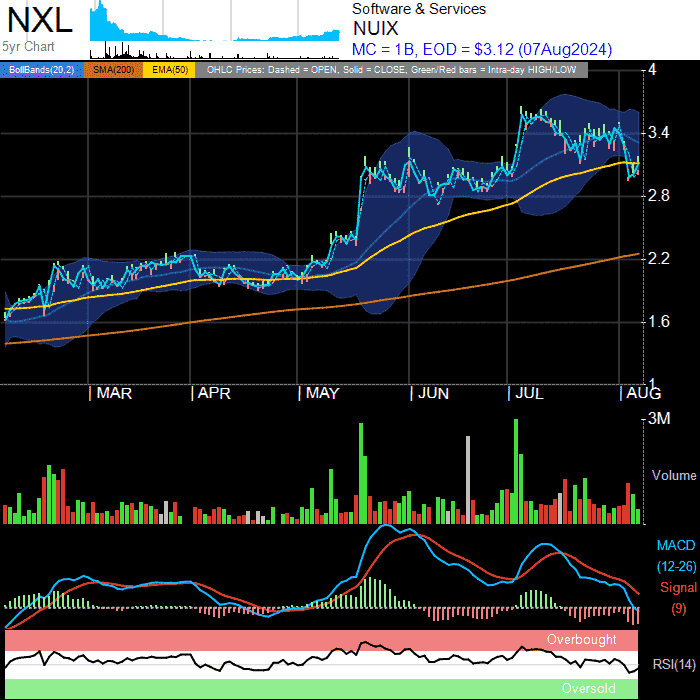 NXL
5yr Chart
Software & Services
NUIX
MC = 1B, EOD = $3.12 (07Aug2024)
BollBands(20,2) SMA(200) EMA(50) OHLC Prices: Dashed = OPEN, Solid = CLOSE, Green/Red bars = Intra-day HIGH/LOW
4
3.4
2.8
2.2
1.6
1
MAR APR MAY JUN JUL AUG
3M
Volume
MACD
(12-26)
Signal
(9)
Overbought
RSI(14)
Oversold